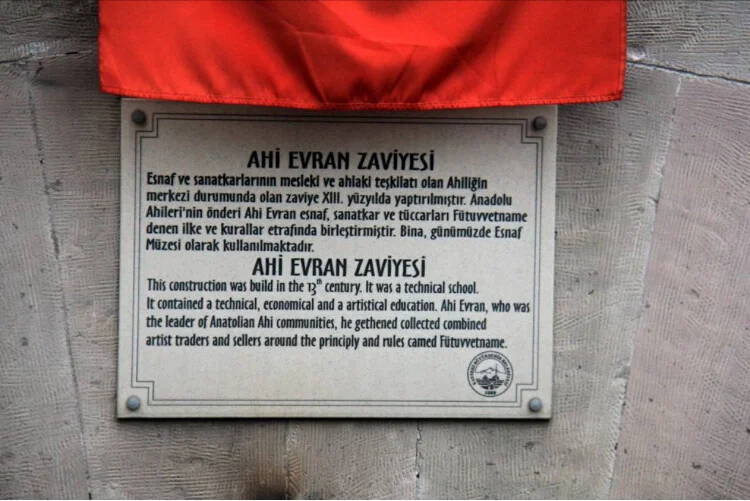 AHİ EVRAN ZAVİYESİ
Esnaf ve sanatkarlarının mesleki ve ahlaki teşkilatı olan Ahiliğin
merkezi durumunda olan zaviye XIII. yüzyılda yaptırılmıştır. Anadolu
Ahileri'nin önderi Ahi Evran esnaf, sanatkar ve tüccarları Fütuvvetname
denen ilke ve kurallar etrafında birleştirmiştir. Bina, günümüzde Esnaf
Müzesi olarak kullanılmaktadır.
AHİ EVRAN ZAVİYESİ
This construction was build in the 13th century. It was a technical school.
It contained a technical, economical and a artistical education. Ahi Evran, who was
the leader of Anatolian Ahi communities, he gethened collected combined
artist traders and sellers around the principly and rules camed Fütuvvetname.